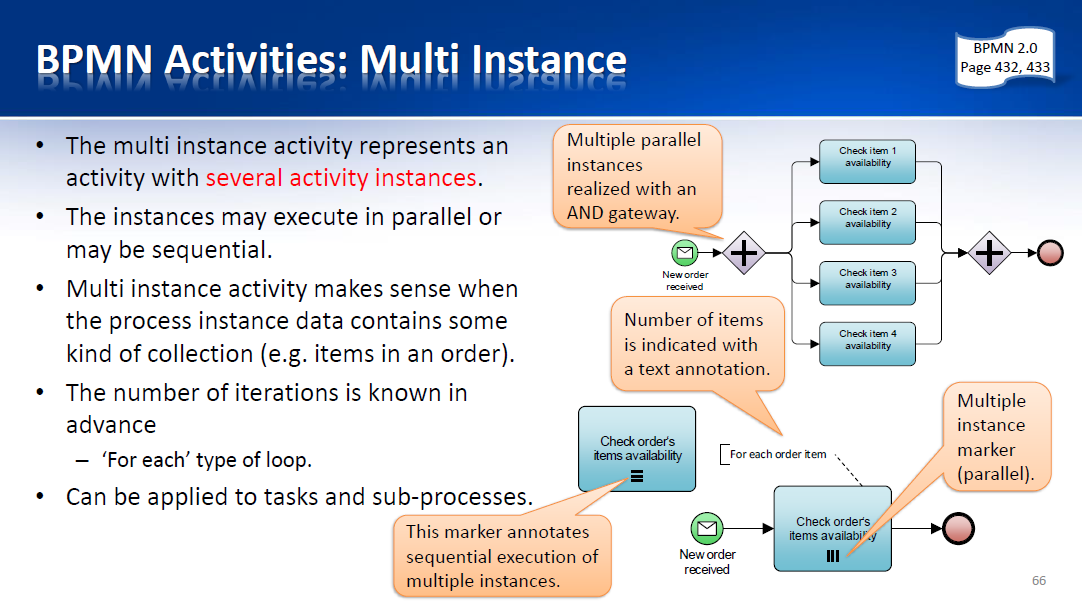 BPMN Activities: Multi Instance
BPMN 2.0
Page 432, 433
• The multi instance activity represents an
activity with several activity instances.
• The instances may execute in parallel or
may be sequential.
• Multi instance activity makes sense when
the process instance data contains some
kind of collection (e.g. items in an order).
• The number of iterations is known in
advance
– ‘For each’ type of loop.
• Can be applied to tasks and sub-processes.
Multiple parallel
instances
realized with an
AND gateway.
New order
received
Check item 1
availability
Check item 2
availability
Check item 3
availability
Check item 4
availability
Number of items
is indicated with
a text annotation.
Check order's
items availability
This marker annotates
sequential execution of
multiple instances.
For each order item
Multiple
instance
marker
(parallel).
New order
received
Check order's
items availability
66